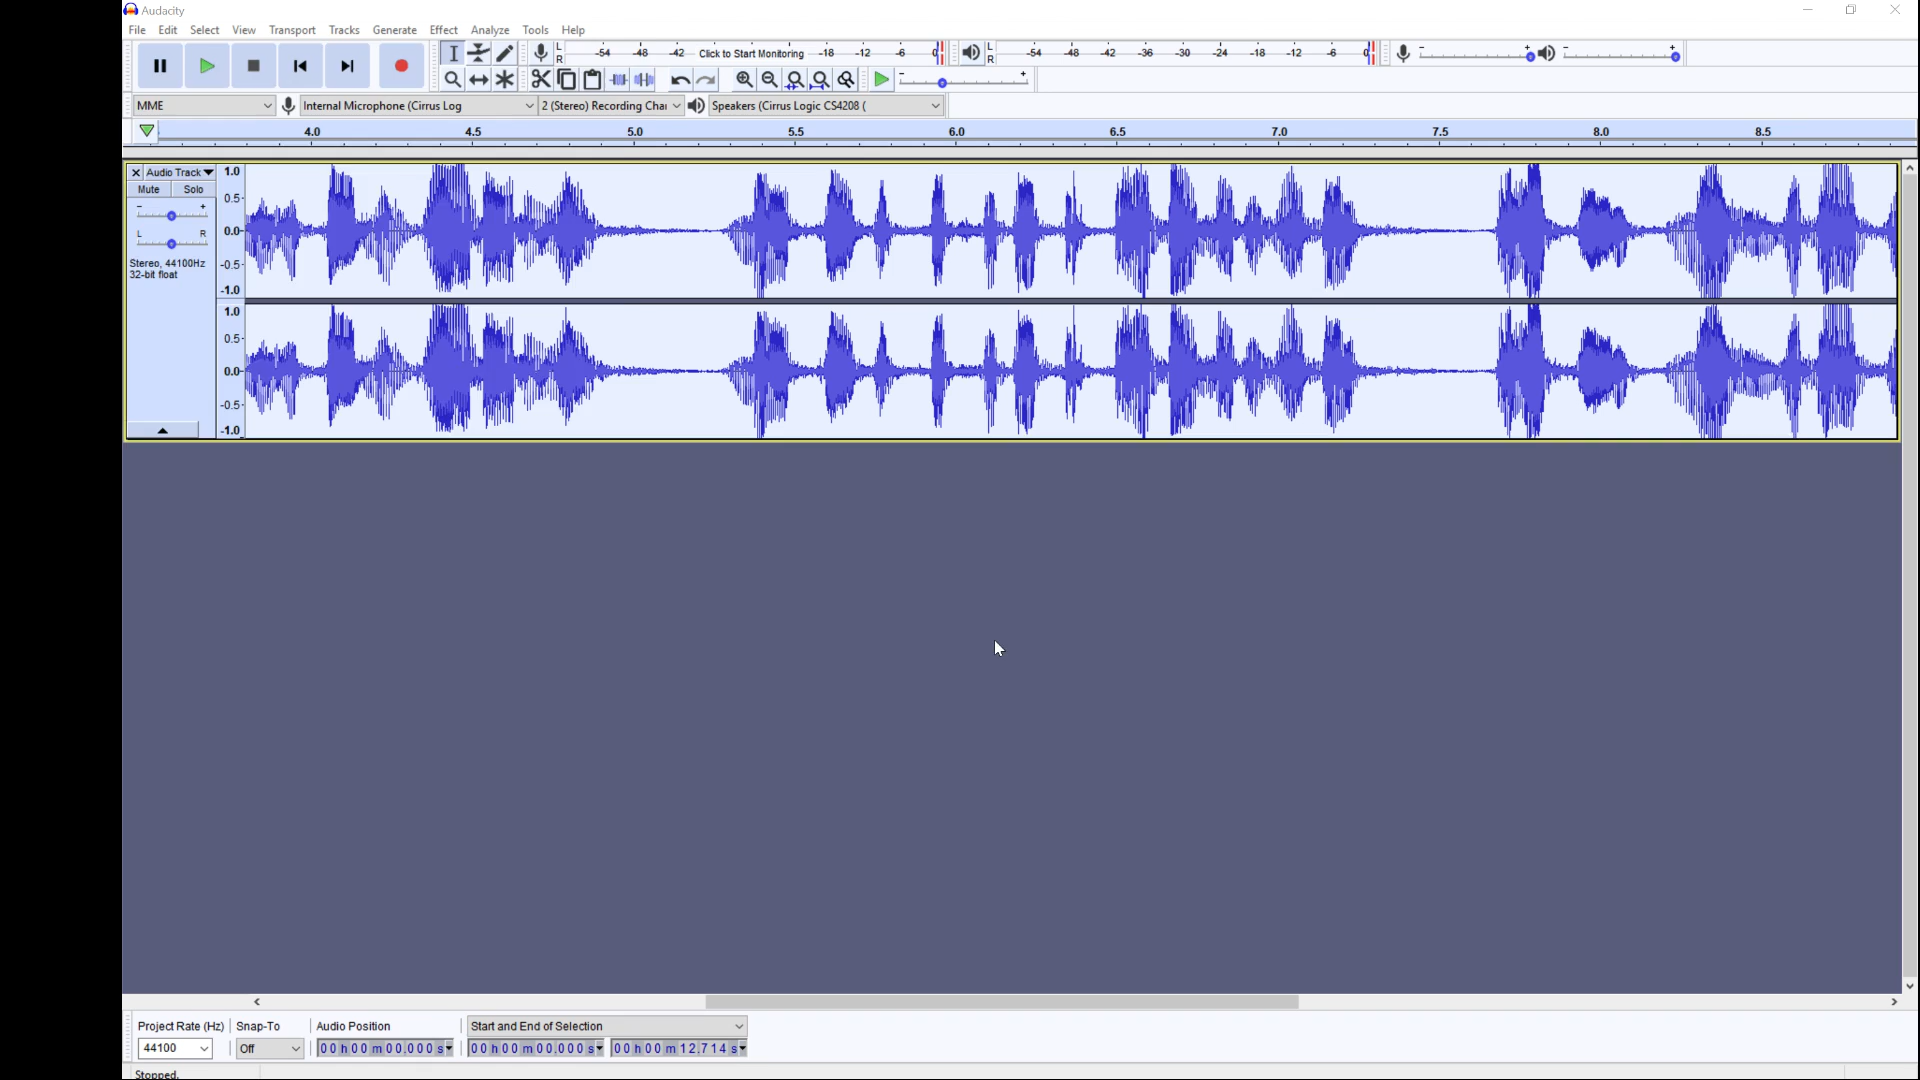 Audacity
File Edit Select View Transport Tracks Generate Effect Analyze Tools Help
L R -54 -48 -42 Click to Start Monitoring -18 -12 -6 0 L R -54 -48 -42 -36 -30 -24 -18 -12 -6 0 - + - +
- +
MME Internal Microphone (Cirrus Log 2 (Stereo) Recording Chai Speakers (Cirrus Logic CS4208 (
4.0 4.5 5.0 5.5 6.0 6.5 7.0 7.5 8.0 8.5
Audio Track 1.0
Mute Solo 0.5
- +
L R 0.0
Stereo, 44100Hz -0.5
32-bit float
-1.0
1.0
0.5
0.0
-0.5
-1.0
Project Rate (Hz) Snap-To Audio Position Start and End of Selection
44100 Off 00h00m00.000s 00h00m00.000s 00h00m12.714s
Stopped.